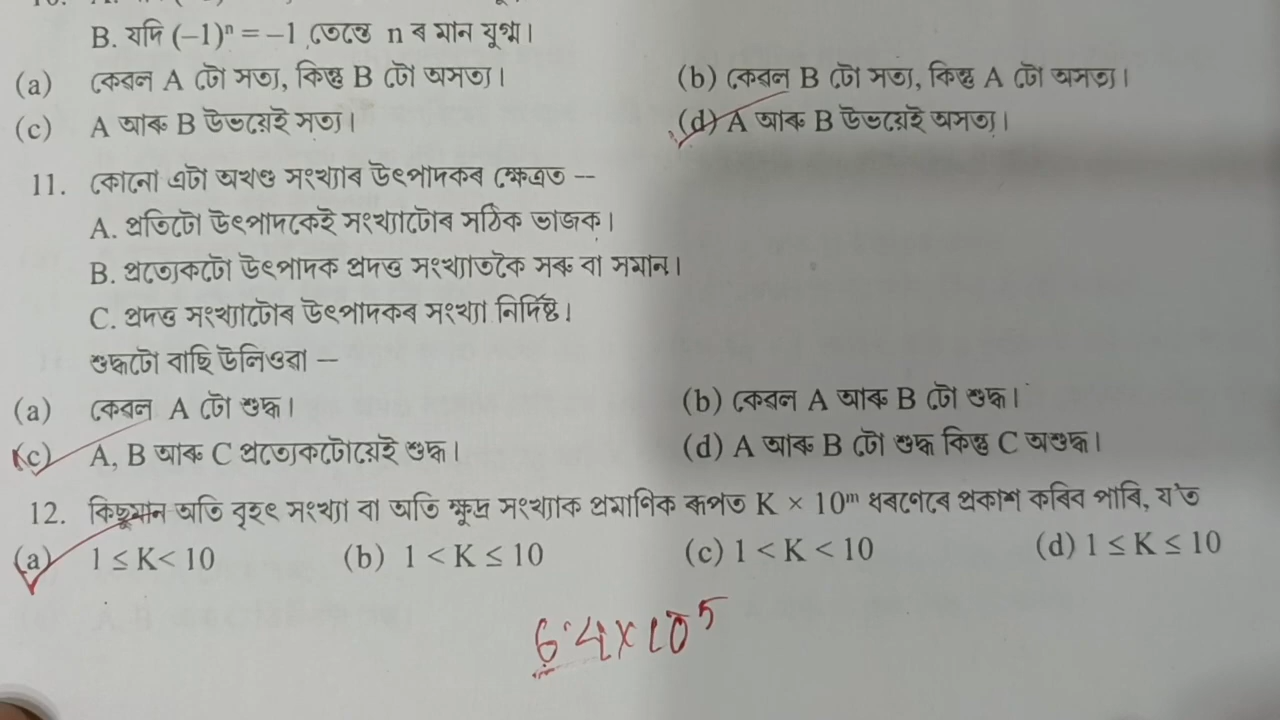 B. যদি (−1)ⁿ = −1 তেন্তে n ৰ মান যুগ্ম।
(a) কেৱল A টো সত্য, কিন্তু B টো অসত্য। (b) কেৱল B টো সত্য, কিন্তু A টো অসত্য।
(c) A আৰু B উভয়েই সত্য। (d) A আৰু B উভয়েই অসত্য।
11. কোনো এটা অখণ্ড সংখ্যাৰ উৎপাদকৰ ক্ষেত্ৰত —
A. প্ৰতিটো উৎপাদকেই সংখ্যাটোৰ সঠিক ভাজক।
B. প্ৰত্যেকটো উৎপাদক প্ৰদত্ত সংখ্যাতকৈ সৰু বা সমান।
C. প্ৰদত্ত সংখ্যাটোৰ উৎপাদকৰ সংখ্যা নিৰ্দিষ্ট।
শুদ্ধটো বাছি উলিওৱা —
(a) কেৱল A টো শুদ্ধ। (b) কেৱল A আৰু B টো শুদ্ধ।
(c) A, B আৰু C প্ৰত্যেকটোয়েই শুদ্ধ। (d) A আৰু B টো শুদ্ধ কিন্তু C অশুদ্ধ।
12. কিছুমান অতি বৃহৎ সংখ্যা বা অতি ক্ষুদ্ৰ সংখ্যাক প্ৰমাণিক ৰূপত K × 10ᵐ ধৰণেৰে প্ৰকাশ কৰিব পাৰি, য'ত
(a) 1 ≤ K< 10 (b) 1 < K ≤ 10 (c) 1 < K < 10 (d) 1 ≤ K ≤ 10
6.4×10⁵